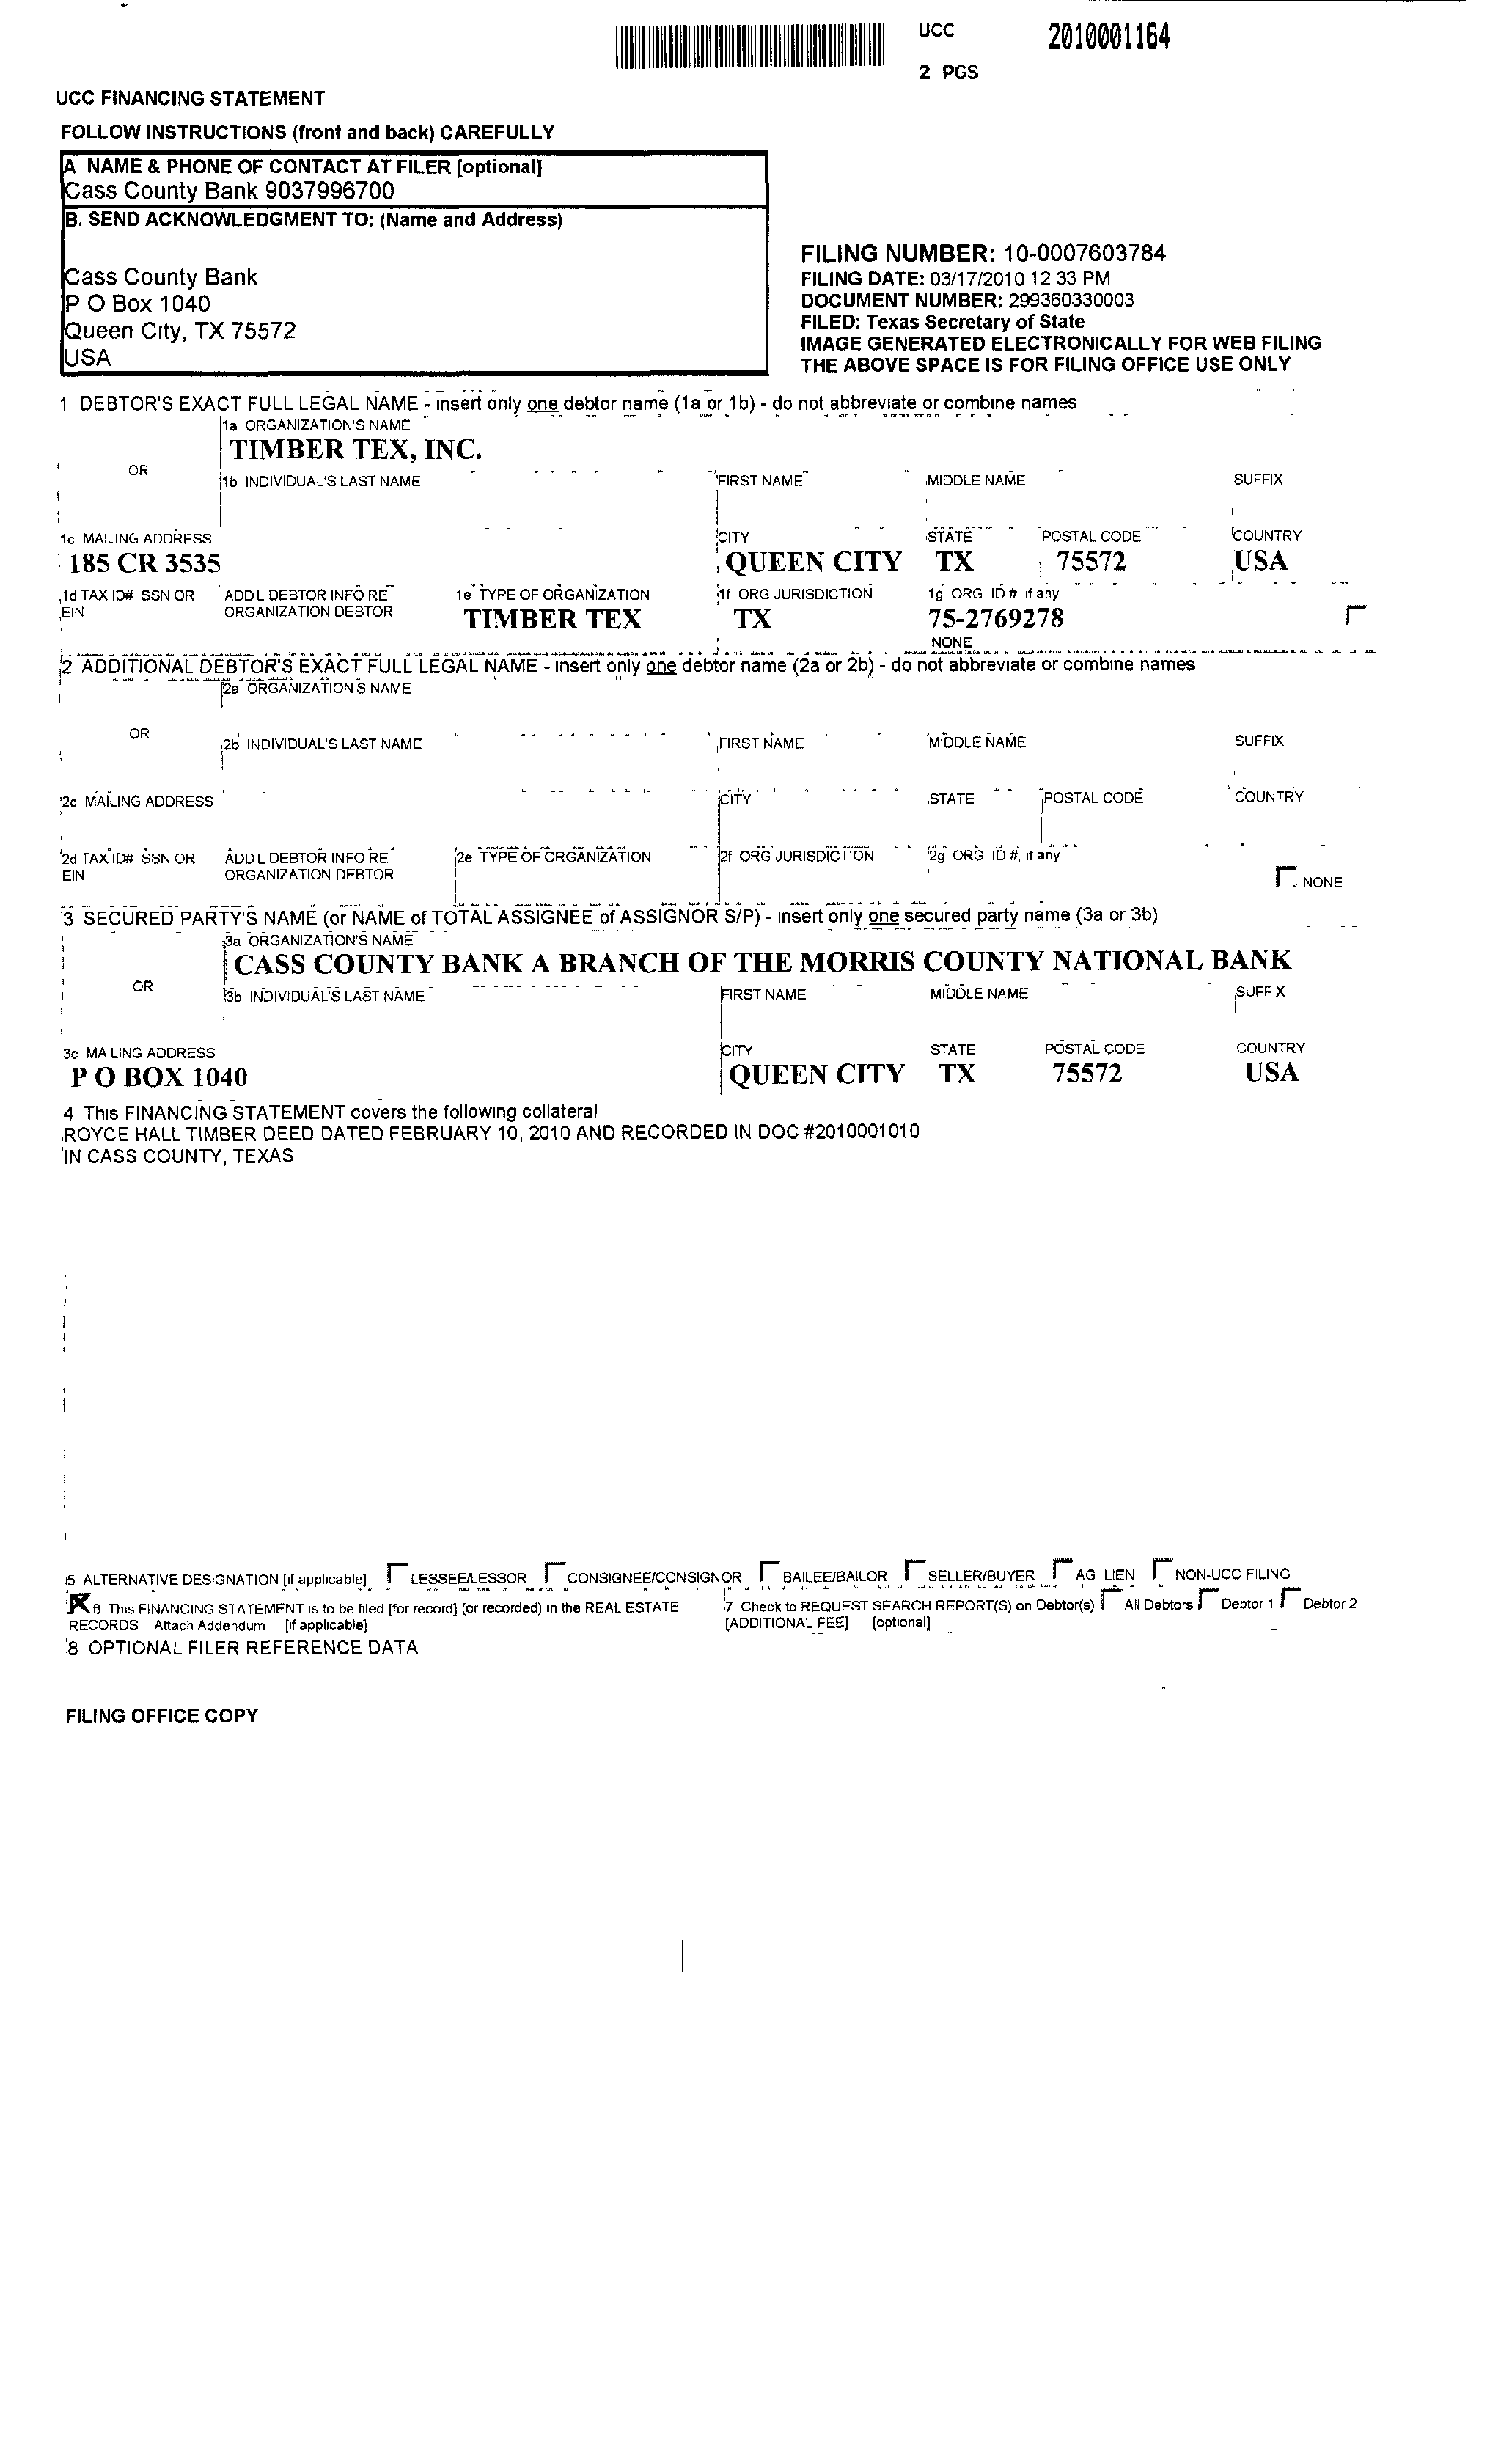 UCC 2010001164
2 PGS
UCC FINANCING STATEMENT
FOLLOW INSTRUCTIONS (front and back) CAREFULLY
A NAME & PHONE OF CONTACT AT FILER [optional]
Cass County Bank 9037996700
B. SEND ACKNOWLEDGMENT TO: (Name and Address)
Cass County Bank
P O Box 1040
Queen City, TX 75572
USA
FILING NUMBER: 10-0007603784
FILING DATE: 03/17/2010 12 33 PM
DOCUMENT NUMBER: 299360330003
FILED: Texas Secretary of State
IMAGE GENERATED ELECTRONICALLY FOR WEB FILING
THE ABOVE SPACE IS FOR FILING OFFICE USE ONLY
1 DEBTOR'S EXACT FULL LEGAL NAME - insert only one debtor name (1a or 1b) - do not abbreviate or combine names
1a ORGANIZATION'S NAME
TIMBER TEX, INC.
OR
1b INDIVIDUAL'S LAST NAME FIRST NAME MIDDLE NAME SUFFIX
1c MAILING ADDRESS CITY STATE POSTAL CODE COUNTRY
185 CR 3535 QUEEN CITY TX 75572 USA
1d TAX ID# SSN OR ADD L DEBTOR INFO RE 1e TYPE OF ORGANIZATION 1f ORG JURISDICTION 1g ORG ID # if any
EIN ORGANIZATION DEBTOR TIMBER TEX TX 75-2769278
NONE
2 ADDITIONAL DEBTOR'S EXACT FULL LEGAL NAME - insert only one debtor name (2a or 2b) - do not abbreviate or combine names
2a ORGANIZATION S NAME
OR
2b INDIVIDUAL'S LAST NAME FIRST NAME MIDDLE NAME SUFFIX
2c MAILING ADDRESS CITY STATE POSTAL CODE COUNTRY
2d TAX ID# SSN OR ADD L DEBTOR INFO RE 2e TYPE OF ORGANIZATION 2f ORG JURISDICTION 2g ORG ID #, if any
EIN ORGANIZATION DEBTOR
NONE
3 SECURED PARTY'S NAME (or NAME of TOTAL ASSIGNEE of ASSIGNOR S/P) - insert only one secured party name (3a or 3b)
3a ORGANIZATION'S NAME
CASS COUNTY BANK A BRANCH OF THE MORRIS COUNTY NATIONAL BANK
OR
3b INDIVIDUAL'S LAST NAME FIRST NAME MIDDLE NAME SUFFIX
3c MAILING ADDRESS CITY STATE POSTAL CODE COUNTRY
P O BOX 1040 QUEEN CITY TX 75572 USA
4 This FINANCING STATEMENT covers the following collateral
ROYCE HALL TIMBER DEED DATED FEBRUARY 10, 2010 AND RECORDED IN DOC #2010001010
IN CASS COUNTY, TEXAS
5 ALTERNATIVE DESIGNATION [if applicable] LESSEE/LESSOR CONSIGNEE/CONSIGNOR BAILEE/BAILOR SELLER/BUYER AG LIEN NON-UCC FILING
6 This FINANCING STATEMENT is to be filed [for record] (or recorded) in the REAL ESTATE
RECORDS Attach Addendum [if applicable]
7 Check to REQUEST SEARCH REPORT(S) on Debtor(s) All Debtors Debtor 1 Debtor 2
[ADDITIONAL FEE] [optional]
8 OPTIONAL FILER REFERENCE DATA
FILING OFFICE COPY